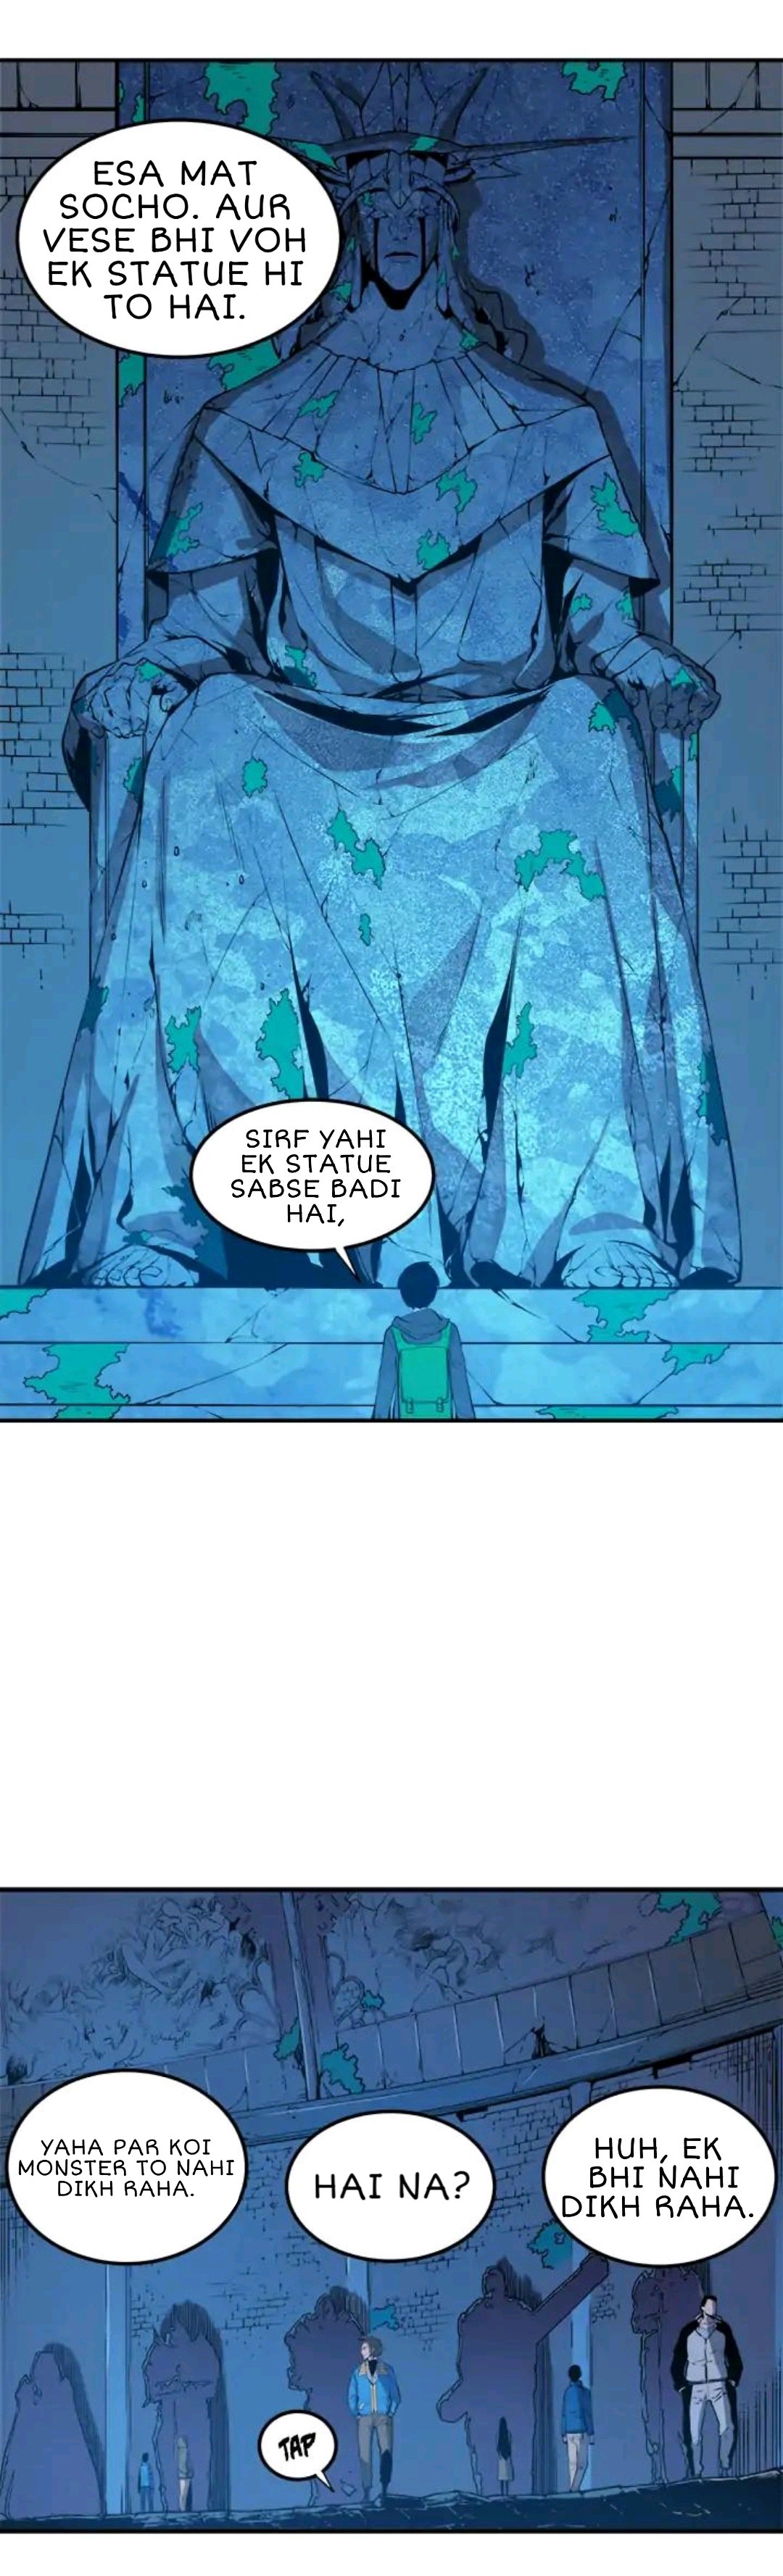 ESA MAT
SOCHO. AUR
VESE BHI VOH
EK STATUE HI
TO HAI.
SIRF YAHI
EK STATUE
SABSE BADI
HAI,
YAHA PAR KOI
MONSTER TO NAHI
DIKH RAHA.
HAI NA?
HUH, EK
BHI NAHI
DIKH RAHA.
TAP